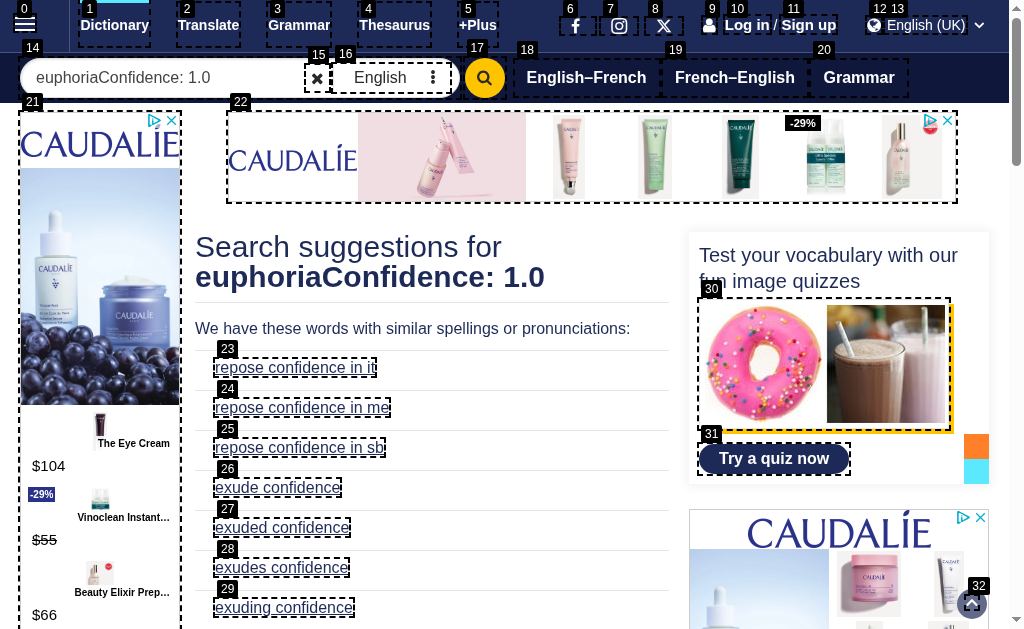 0
1
2
3
4
5
6
7
8
9
10
11
12
13
Dictionary
Translate
Grammar
Thesaurus
+Plus
Log in / Sign up
English (UK)
14
15
16
17
18
19
20
euphoriaConfidence: 1.0
English
English–French
French–English
Grammar
21
22
CAUDALÍE
CAUDALÍE
-29%
Search suggestions for
euphoriaConfidence: 1.0
We have these words with similar spellings or pronunciations:
23
repose confidence in it
24
repose confidence in me
25
repose confidence in sb
26
exude confidence
27
exuded confidence
28
exudes confidence
29
exuding confidence
The Eye Cream
$104
-29%
Vinoclean Instant…
$55
Beauty Elixir Prep…
$66
Test your vocabulary with our
fun image quizzes
30
31
Try a quiz now
CAUDALÍE
32